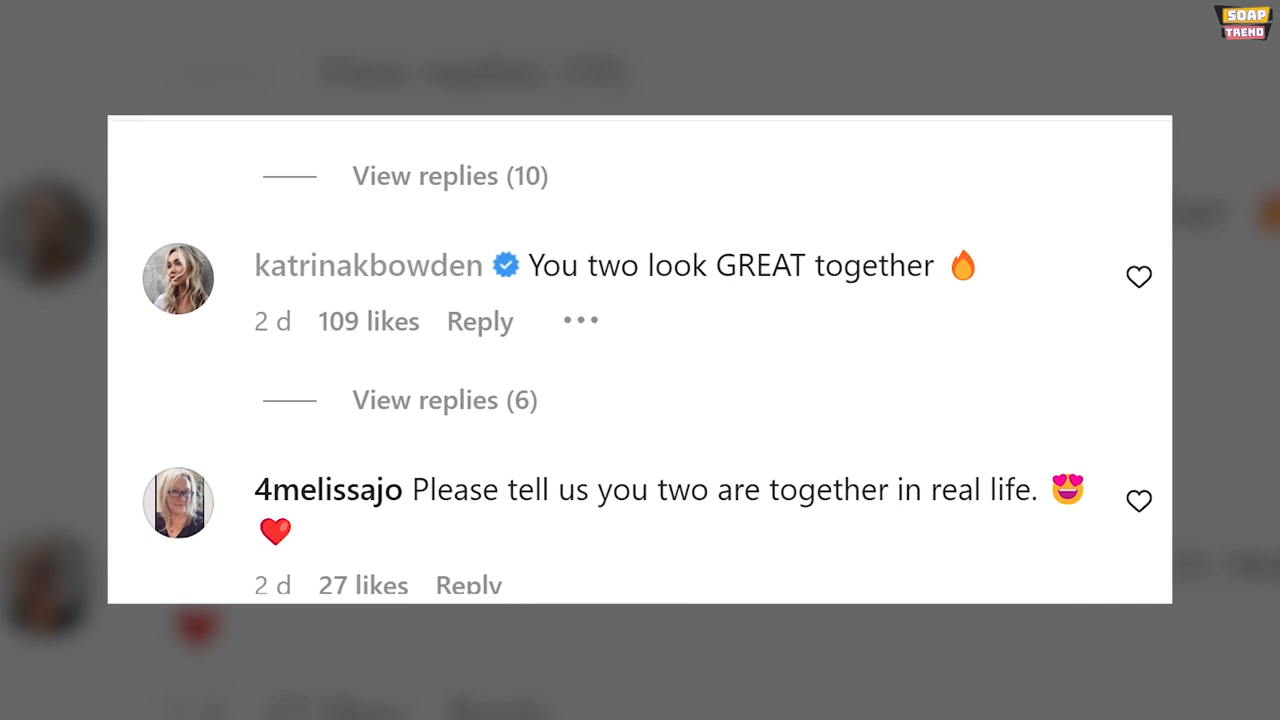 SOAP
TREND
View replies (10)
katrinakbowden You two look GREAT together 🔥
2 d 109 likes Reply •••
View replies (6)
4melissajo Please tell us you two are together in real life. 😍
❤️
2 d 27 likes Reply